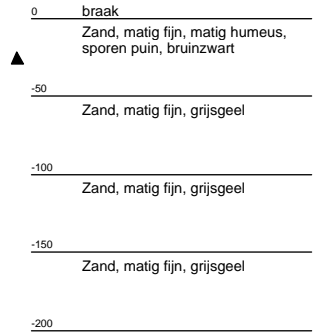 0 braak
Zand, matig fijn, matig humeus,
sporen puin, bruinzwart
-50
Zand, matig fijn, grijsgeel
-100
Zand, matig fijn, grijsgeel
-150
Zand, matig fijn, grijsgeel
-200